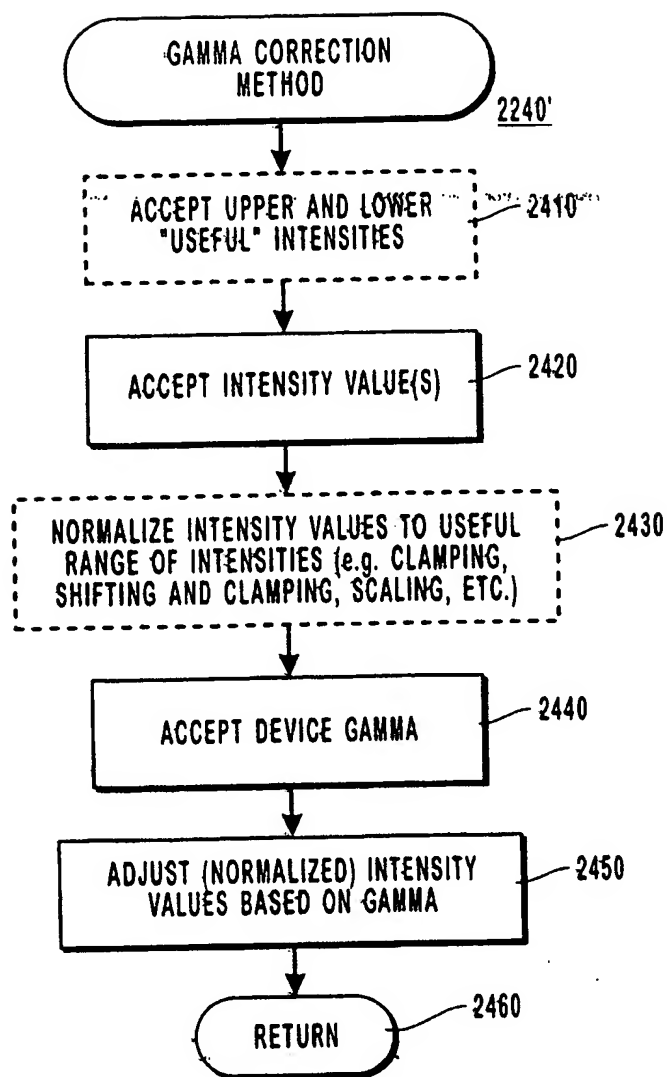 GAMMA CORRECTION
METHOD
2240'
ACCEPT UPPER AND LOWER
"USEFUL" INTENSITIES
2410
ACCEPT INTENSITY VALUE(S)
2420
NORMALIZE INTENSITY VALUES TO USEFUL
RANGE OF INTENSITIES (e.g. CLAMPING,
SHIFTING AND CLAMPING, SCALING, ETC.)
2430
ACCEPT DEVICE GAMMA
2440
ADJUST (NORMALIZED) INTENSITY
VALUES BASED ON GAMMA
2450
RETURN
2460